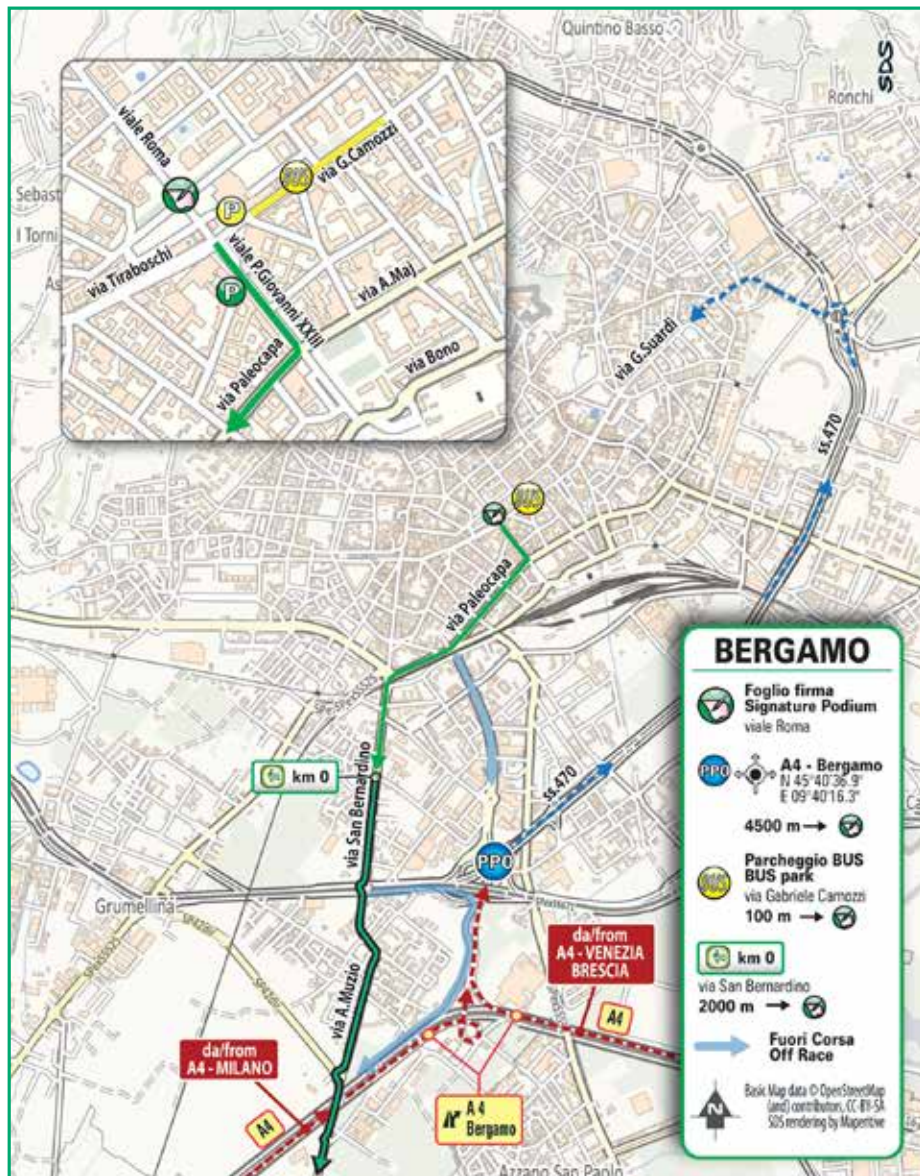 Quintino Basso
SDS
Ronchi
viale Roma
via G.Camozzi
BUS
P
Sebast
I Torni
As
via Tiraboschi
viale P.Giovanni XXIII
P
via A.Maj
via Paleocapa
via Bono
via G.Suardi
ss.470
BUS
via Paleocapa
km 0
via San Bernardino
ss.470
PPO
Grumellina
via A.Muzio
da/from
A4 - VENEZIA
BRESCIA
A4
da/from
A4 - MILANO
A4
A 4
Bergamo
Azzano San Paolo
BERGAMO
Foglio firma
Signature Podium
viale Roma
PPO
A4 - Bergamo
N 45°40'36.9"
E 09°40'16.3"
4500 m
Parcheggio BUS
BUS park
BUS
via Gabriele Camozzi
100 m
km 0
via San Bernardino
2000 m
Fuori Corsa
Off Race
N
Basic Map data © OpenStreetMap
(and) contributors, CC-BY-SA
SDS rendering by Maperitive